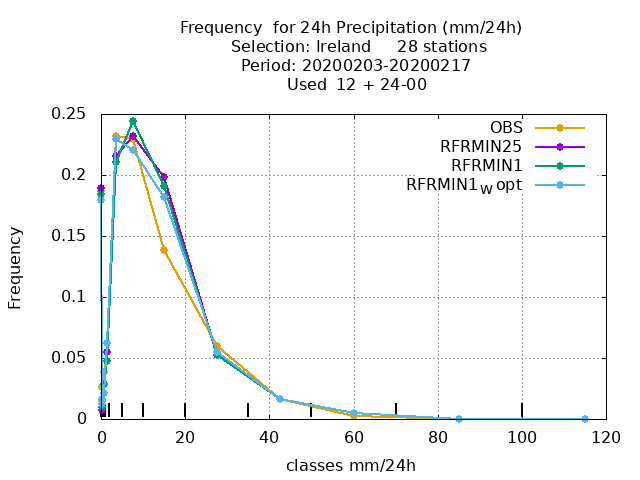 Frequency  for 24h Precipitation (mm/24h)
Selection: Ireland     28 stations
Period: 20200203-20200217
Used  12 + 24-00
OBS
RFRMIN25
RFRMIN1
RFRMIN1W opt
0.25
0.2
0.15
0.1
0.05
0
Frequency
0 20 40 60 80 100 120
classes mm/24h